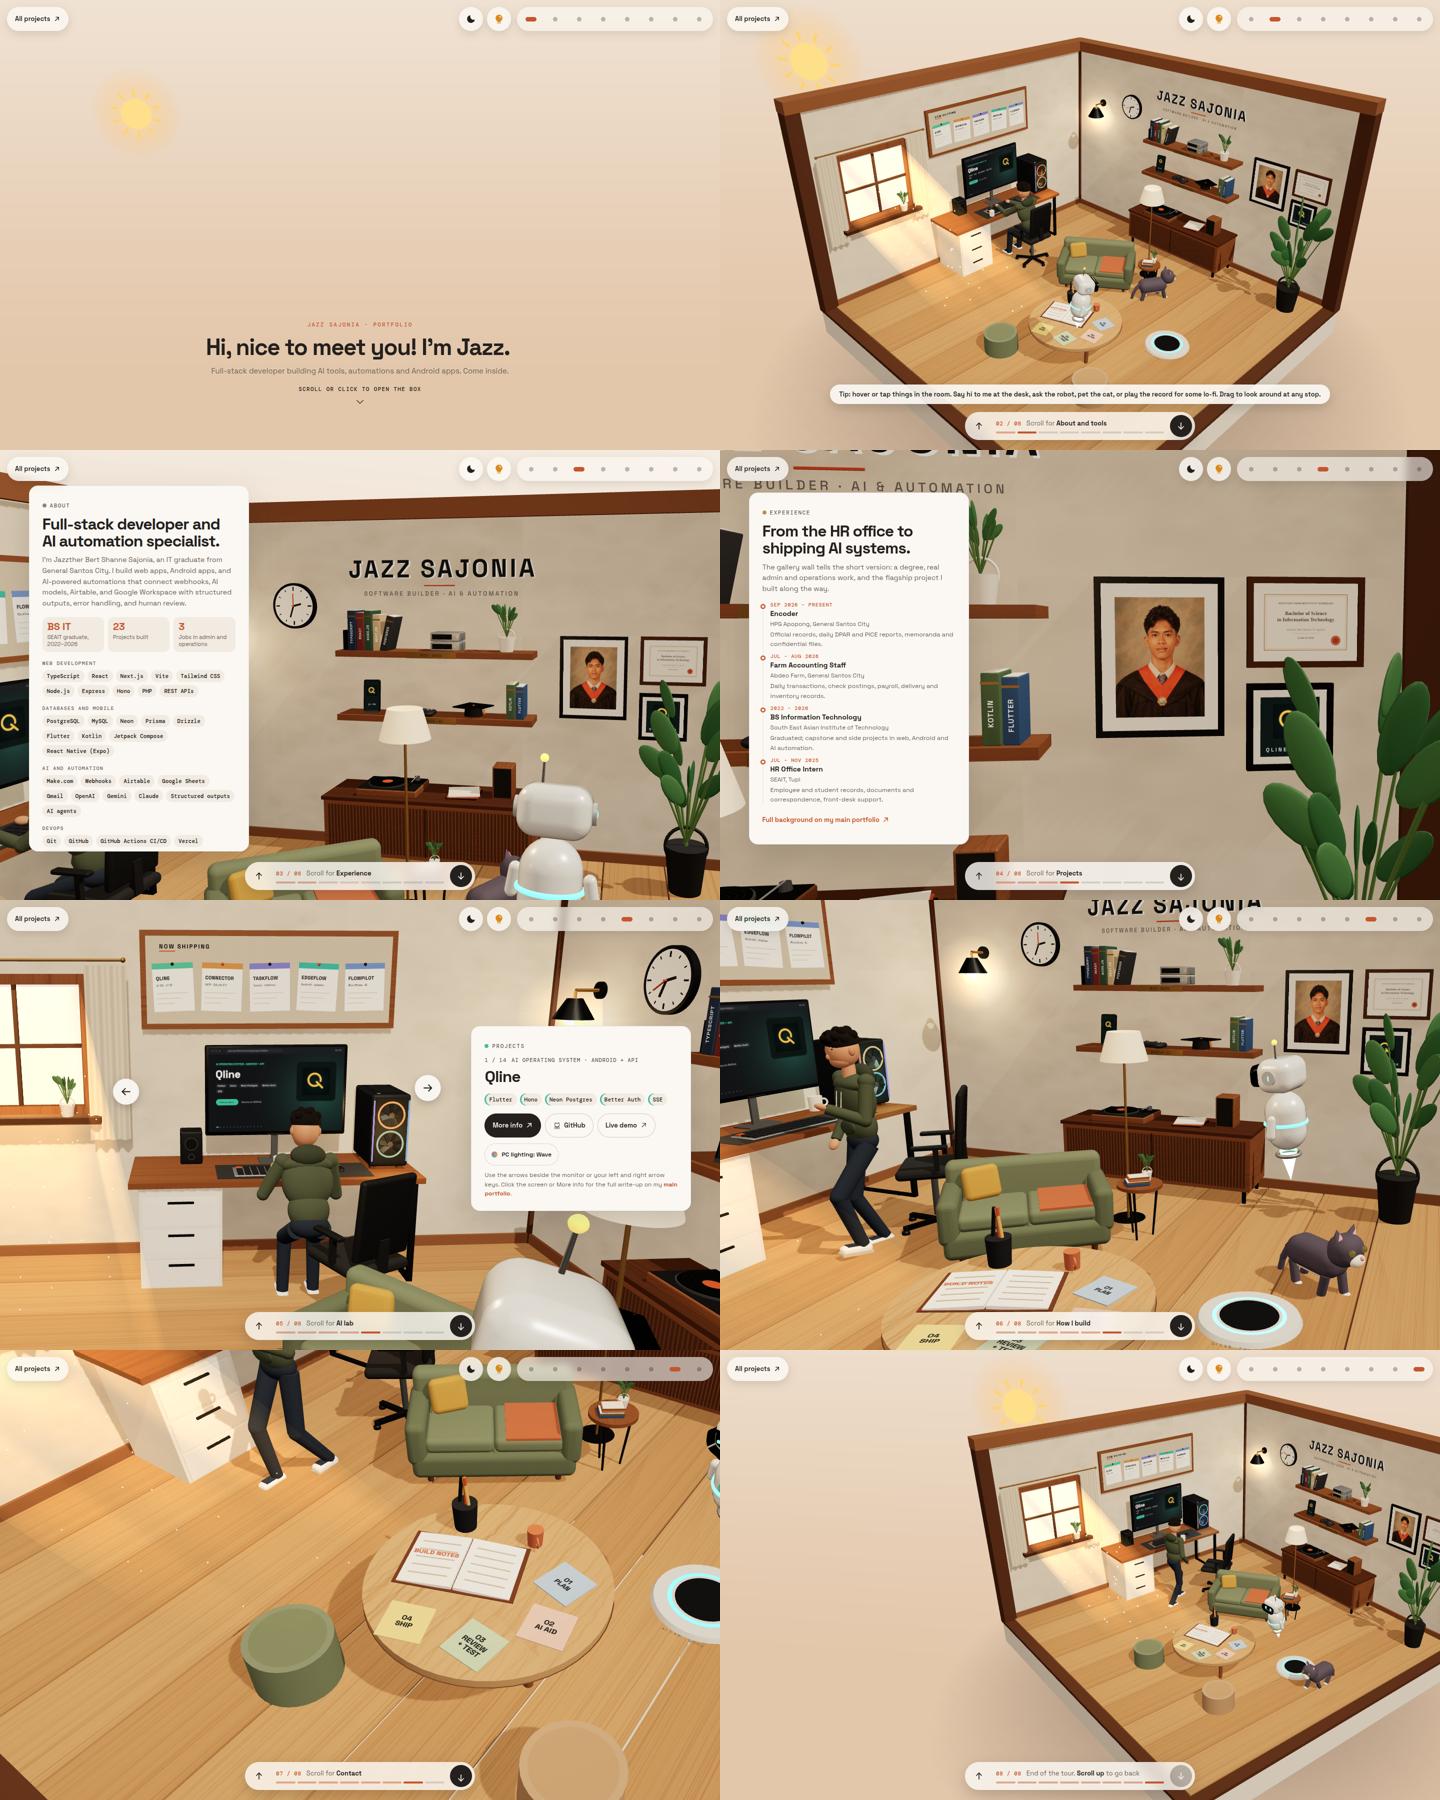 All projects ↗
JAZZ SAJONIA · PORTFOLIO
Hi, nice to meet you! I'm Jazz.
Full-stack developer building AI tools, automations and Android apps. Come inside.
SCROLL OR CLICK TO OPEN THE BOX
All projects ↗
JAZZ SAJONIA
SOFTWARE BUILDER · AI & AUTOMATION
Qline
Tip: hover or tap things in the room. Say hi to me at the desk, ask the robot, pet the cat, or play the record for some lo-fi. Drag to look around at any stop.
02 / 08 Scroll for About and tools
All projects ↗
ABOUT
Full-stack developer and
AI automation specialist.
I'm Jazzther Bert Shanne Sajonia, an IT graduate from
General Santos City. I build web apps, Android apps, and
AI-powered automations that connect webhooks, AI
models, Airtable, and Google Workspace with structured
outputs, error handling, and human review.
BS IT
SEAIT graduate,
2022–2026
23
Projects built
3
Jobs in admin and
operations
WEB DEVELOPMENT
TypeScript React Next.js Vite Tailwind CSS
Node.js Express Hono PHP REST APIs
DATABASES AND MOBILE
PostgreSQL MySQL Neon Prisma Drizzle
Flutter Kotlin Jetpack Compose
React Native (Expo)
AI AND AUTOMATION
Make.com Webhooks Airtable Google Sheets
Gmail OpenAI Gemini Claude Structured outputs
AI agents
DEVOPS
Git GitHub GitHub Actions CI/CD Vercel
JAZZ SAJONIA
SOFTWARE BUILDER · AI & AUTOMATION
KOTLIN
FLUTTER
Bachelor of Science
in Information Technology
03 / 08 Scroll for Experience
All projects ↗
RE BUILDER · AI & AUTOMATION
EXPERIENCE
From the HR office to
shipping AI systems.
The gallery wall tells the short version: a degree, real
admin and operations work, and the flagship project I
built along the way.
SEP 2026 – PRESENT
Encoder
HPG Apopong, General Santos City
Official records, daily DPAR and PICE reports, memoranda and
confidential files.
JUL – AUG 2026
Farm Accounting Staff
Abdeo Farm, General Santos City
Daily transactions, check postings, payroll, delivery and
inventory records.
2022 – 2026
BS Information Technology
South East Asian Institute of Technology
Graduated; capstone and side projects in web, Android and
AI automation.
JUL – NOV 2025
HR Office Intern
SEAIT, Tupi
Employee and student records, documents and
correspondence, front-desk support.
Full background on my main portfolio ↗
KOTLIN
FLUTTER
Bachelor of Science
in Information Technology
QLINE
04 / 08 Scroll for Projects
All projects ↗
NOW SHIPPING
QLINE
CONNECTOR
TASKFLOW
EDGEFLOW
FLOWPILOT
Qline
TYPESCRIPT
PROJECTS
1 / 14 AI OPERATING SYSTEM · ANDROID + API
Qline
Flutter Hono Neon Postgres Better Auth SSE
More info ↗ GitHub Live demo ↗
PC lighting: Wave
Use the arrows beside the monitor or your left and right arrow
keys. Click the screen or More info for the full write-up on my main
portfolio.
05 / 08 Scroll for AI lab
All projects ↗
EDGEFLOW
FLOWPILOT
JAZZ SAJONIA
KOTLIN
FLUTTER
Bachelor of Science
in Information Technology
BUILD NOTES
01
PLAN
04
SHIP
06 / 08 Scroll for How I build
All projects ↗
BUILD NOTES
01
PLAN
02
AI AID
03
REVIEW
+ TEST
04
SHIP
07 / 08 Scroll for Contact
All projects ↗
JAZZ SAJONIA
08 / 08 End of the tour. Scroll up to go back